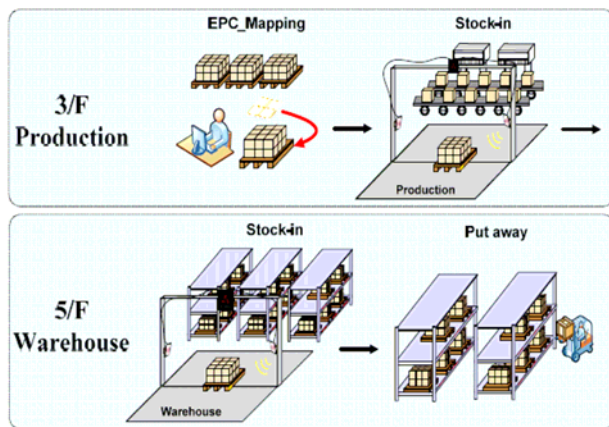 EPC_Mapping
Stock-in
3/F
Production
Production
Stock-in
Put away
5/F
Warehouse
Warehouse